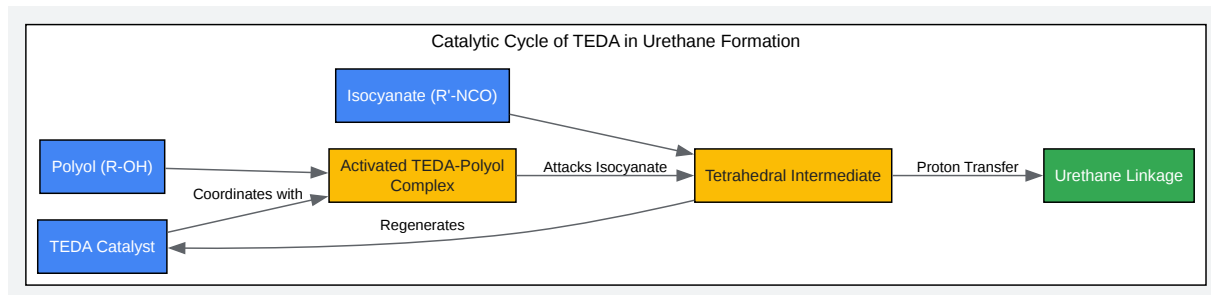 Catalytic Cycle of TEDA in Urethane Formation
Isocyanate (R'-NCO)
Polyol (R-OH)
Activated TEDA-Polyol
Complex
Attacks Isocyanate
Tetrahedral Intermediate
Proton Transfer
Urethane Linkage
Coordinates with
TEDA Catalyst
Regenerates